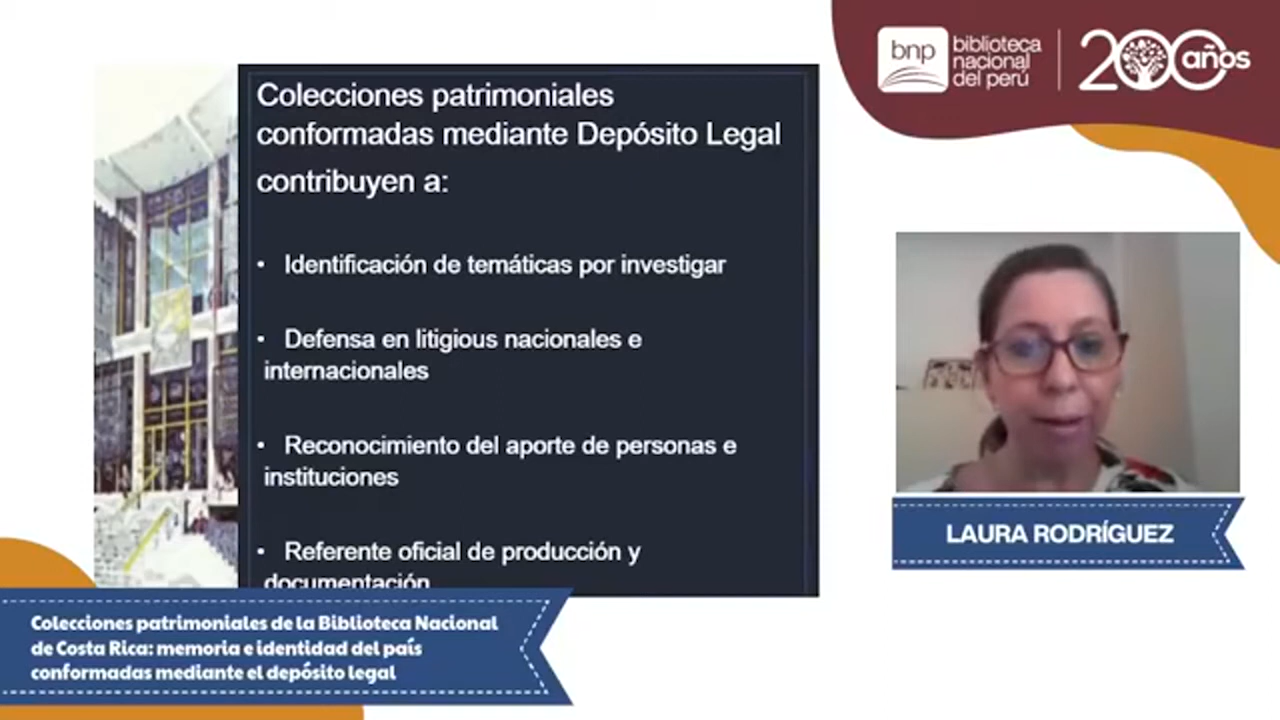 bnp
biblioteca
nacional
del perú
200 años
Colecciones patrimoniales
conformadas mediante Depósito Legal
contribuyen a:
• Identificación de temáticas por investigar
• Defensa en litigious nacionales e
internacionales
• Reconocimiento del aporte de personas e
instituciones
• Referente oficial de producción y
documentación
LAURA RODRÍGUEZ
Colecciones patrimoniales de la Biblioteca Nacional
de Costa Rica: memoria e identidad del país
conformadas mediante el depósito legal